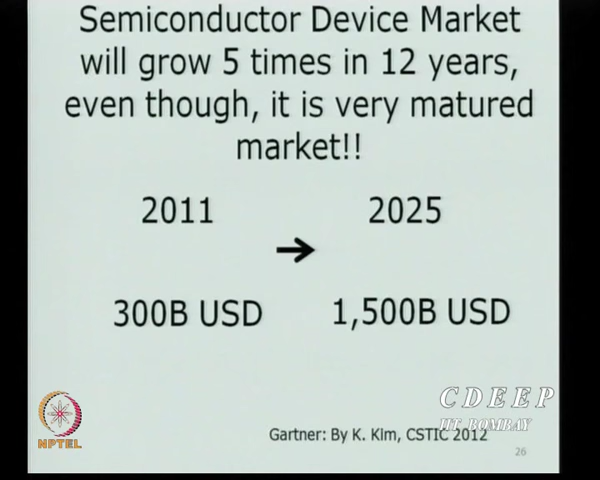 Semiconductor Device Market
will grow 5 times in 12 years,
even though, it is very matured
market!!
2011 2025
300B USD 1,500B USD
CDEEP
IIT BOMBAY
NPTEL
Gartner: By K. Kim, CSTIC 2012
26